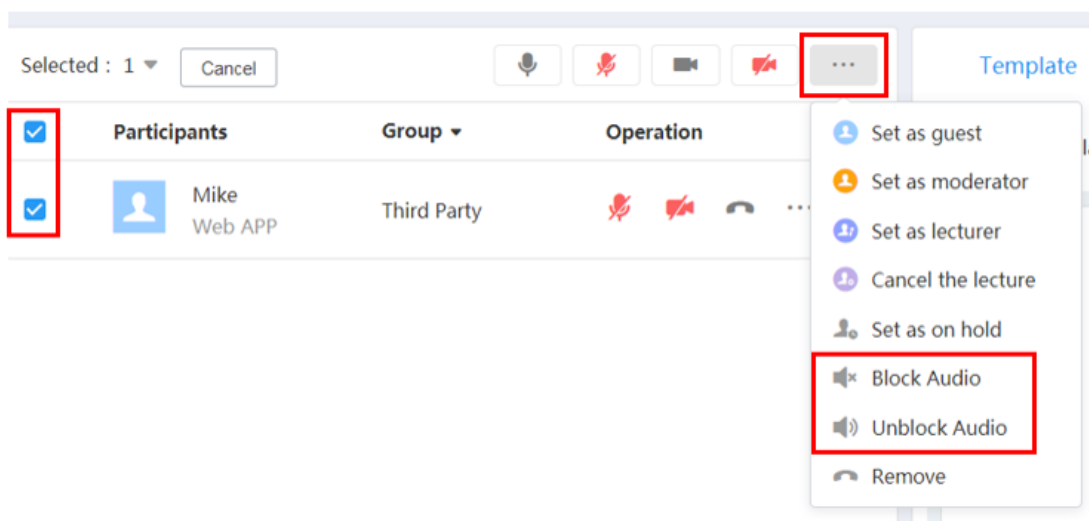 Selected : 1 Cancel ... Template
Participants Group Operation
Mike
Web APP
Third Party
...
Set as guest
Set as moderator
Set as lecturer
Cancel the lecture
Set as on hold
Block Audio
Unblock Audio
Remove